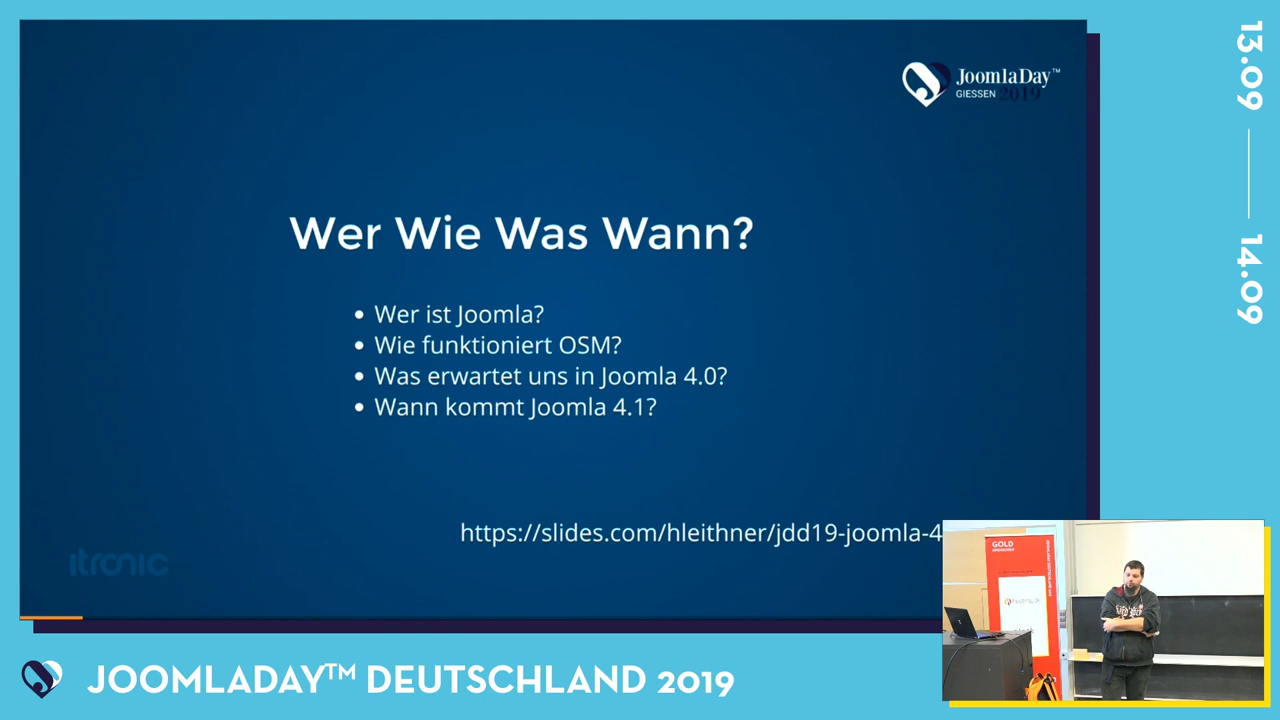 JoomlaDay™
GIESSEN 2019
Wer Wie Was Wann?
• Wer ist Joomla?
• Wie funktioniert OSM?
• Was erwartet uns in Joomla 4.0?
• Wann kommt Joomla 4.1?
https://slides.com/hleithner/jdd19-joomla-4
itronic
13.09
14.09
GOLD
JOOMLADAY™ DEUTSCHLAND 2019